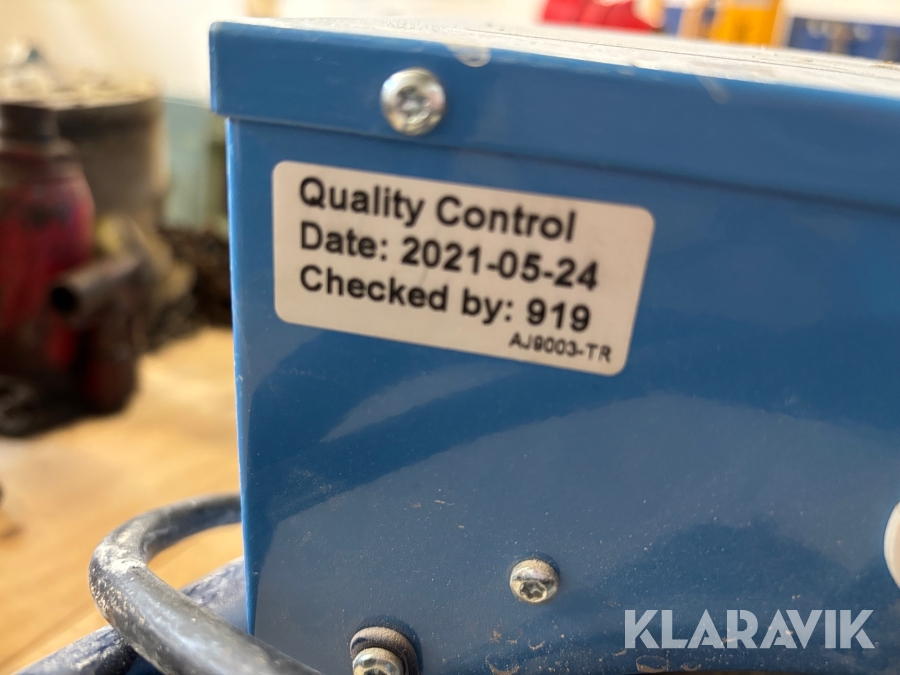 Quality Control
Date: 2021-05-24
Checked by: 919
AJ9003-TR
KLARAVIK